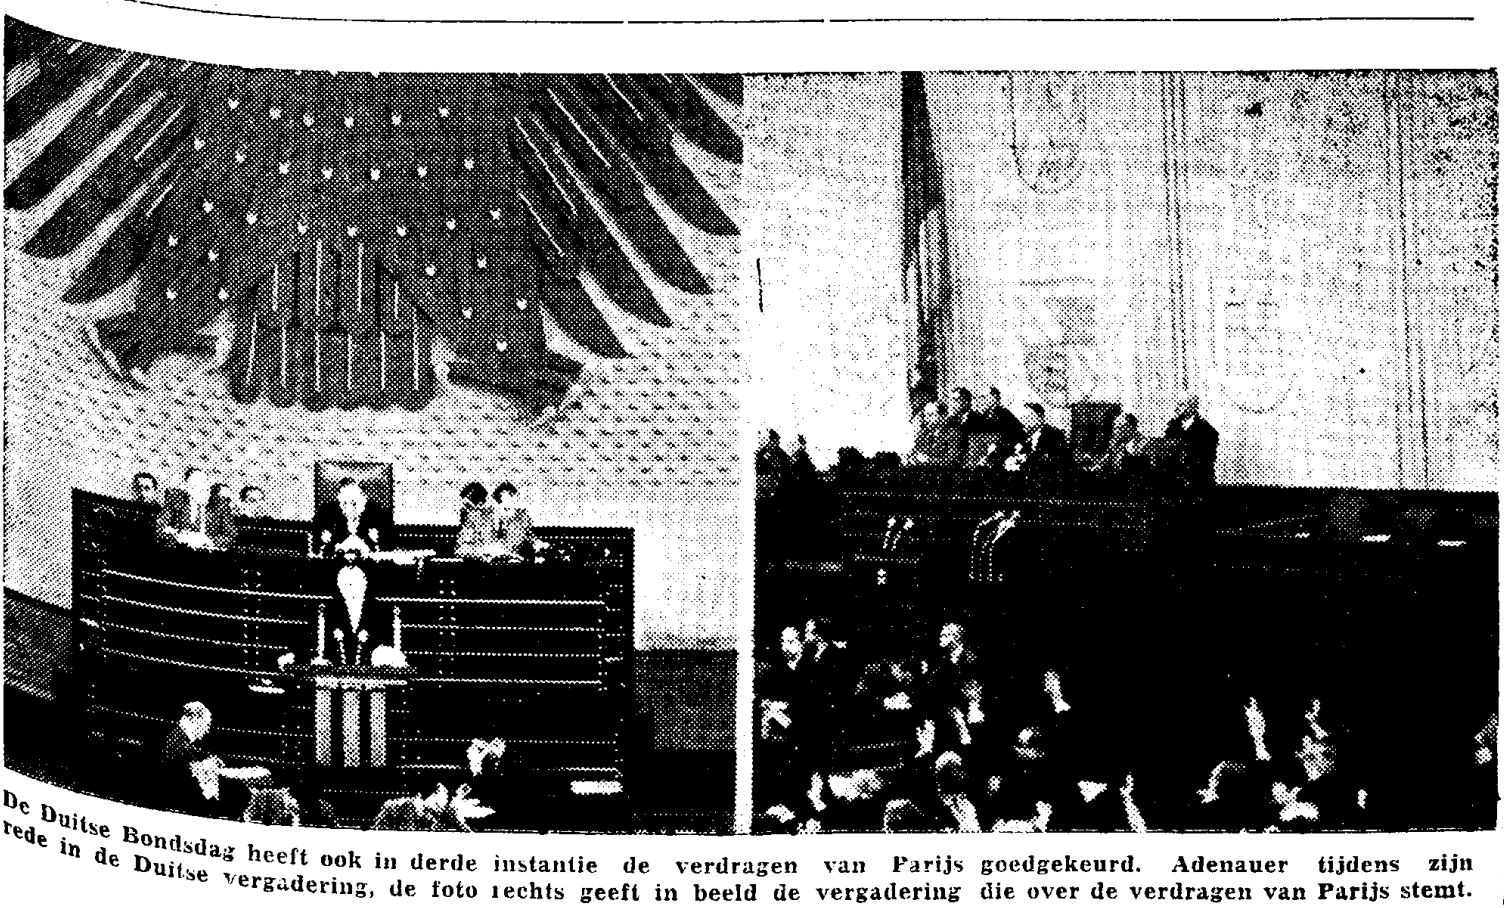 De Duitse Bondsdag heeft ook in derde instantie de verdragen van Parijs goedgekeurd. Adenauer tijdens zijn
rede in de Duitse vergadering, de foto rechts geeft in beeld de vergadering die over de verdragen van Parijs stemt.